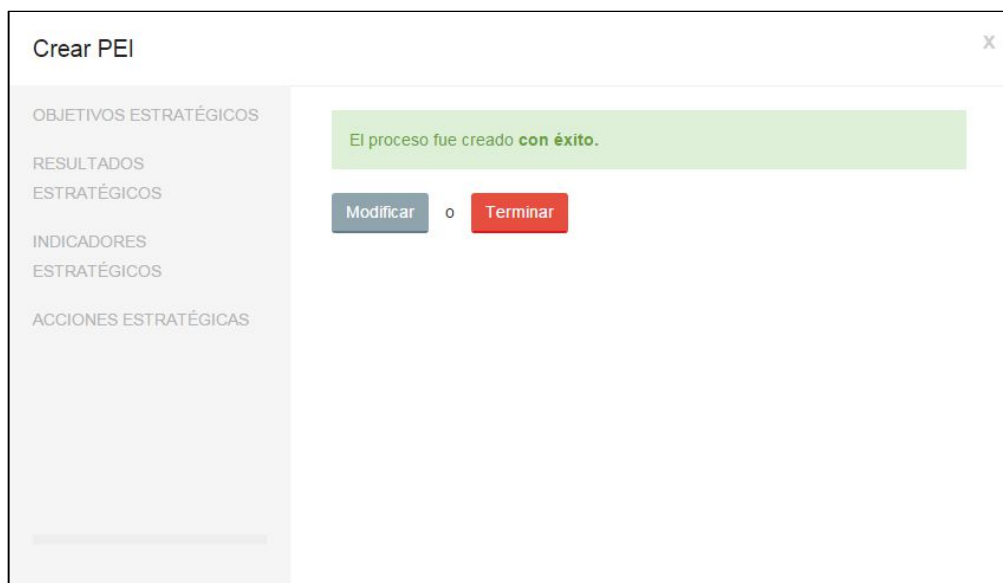 Crear PEI
X
OBJETIVOS ESTRATÉGICOS
RESULTADOS
ESTRATÉGICOS
INDICADORES
ESTRATÉGICOS
ACCIONES ESTRATÉGICAS
El proceso fue creado con éxito.
Modificar o Terminar